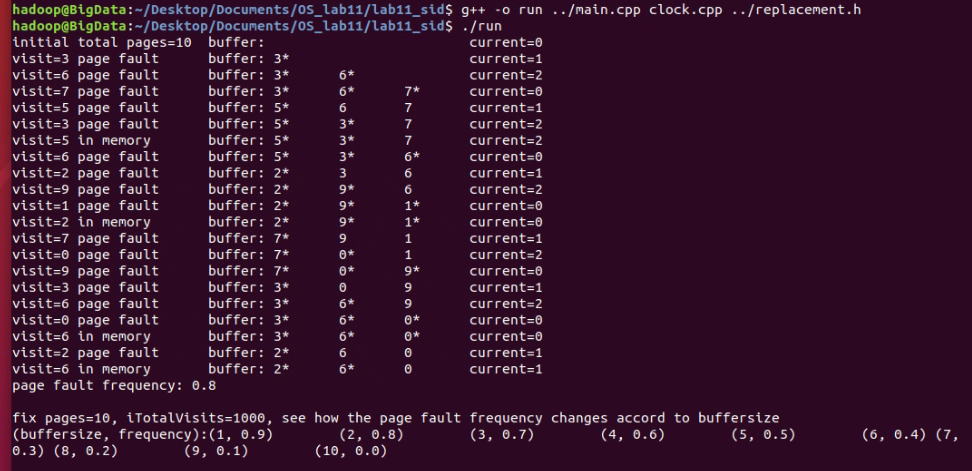 hadoop@BigData:~/Desktop/Documents/OS_lab11/lab11_sid$ g++ -o run ../main.cpp clock.cpp ../replacement.h
hadoop@BigData:~/Desktop/Documents/OS_lab11/lab11_sid$ ./run
initial total pages=10  buffer:                         current=0
visit=3 page fault      buffer: 3*                      current=1
visit=6 page fault      buffer: 3*      6*              current=2
visit=7 page fault      buffer: 3*      6*      7*      current=0
visit=5 page fault      buffer: 5*      6       7       current=1
visit=3 page fault      buffer: 5*      3*      7       current=2
visit=5 in memory       buffer: 5*      3*      7       current=2
visit=6 page fault      buffer: 5*      3*      6*      current=0
visit=2 page fault      buffer: 2*      3       6       current=1
visit=9 page fault      buffer: 2*      9*      6       current=2
visit=1 page fault      buffer: 2*      9*      1*      current=0
visit=2 in memory       buffer: 2*      9*      1*      current=0
visit=7 page fault      buffer: 7*      9       1       current=1
visit=0 page fault      buffer: 7*      0*      1       current=2
visit=9 page fault      buffer: 7*      0*      9*      current=0
visit=3 page fault      buffer: 3*      0       9       current=1
visit=6 page fault      buffer: 3*      6*      9       current=2
visit=0 page fault      buffer: 3*      6*      0*      current=0
visit=6 in memory       buffer: 3*      6*      0*      current=0
visit=2 page fault      buffer: 2*      6       0       current=1
visit=6 in memory       buffer: 2*      6*      0       current=1
page fault frequency: 0.8
fix pages=10, iTotalVisits=1000, see how the page fault frequency changes accord to buffersize
(buffersize, frequency):(1, 0.9)        (2, 0.8)        (3, 0.7)        (4, 0.6)        (5, 0.5)        (6, 0.4) (7,
0.3) (8, 0.2)        (9, 0.1)        (10, 0.0)